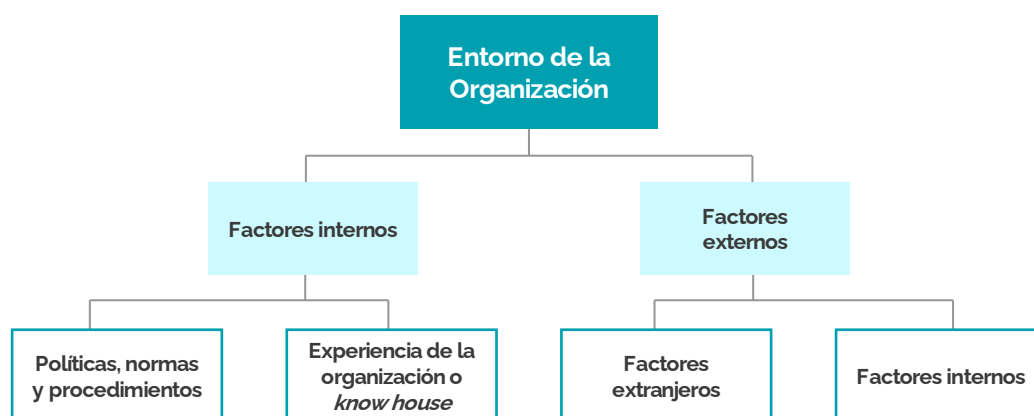 Entorno de la
Organización
Factores internos
Factores
externos
Políticas, normas
y procedimientos
Experiencia de la
organización o
know house
Factores
extranjeros
Factores internos